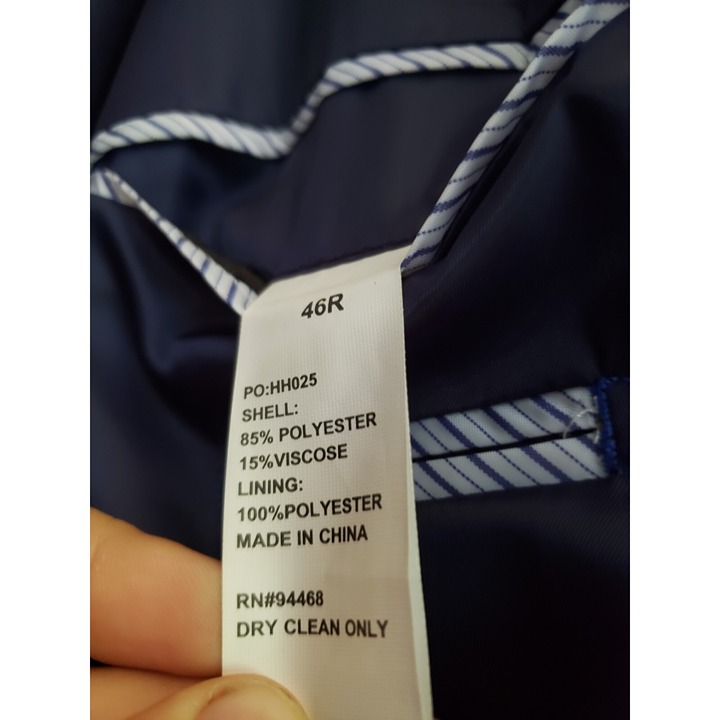 46R
PO:HH025
SHELL:
85% POLYESTER
15%VISCOSE
LINING:
100%POLYESTER
MADE IN CHINA
RN#94468
DRY CLEAN ONLY